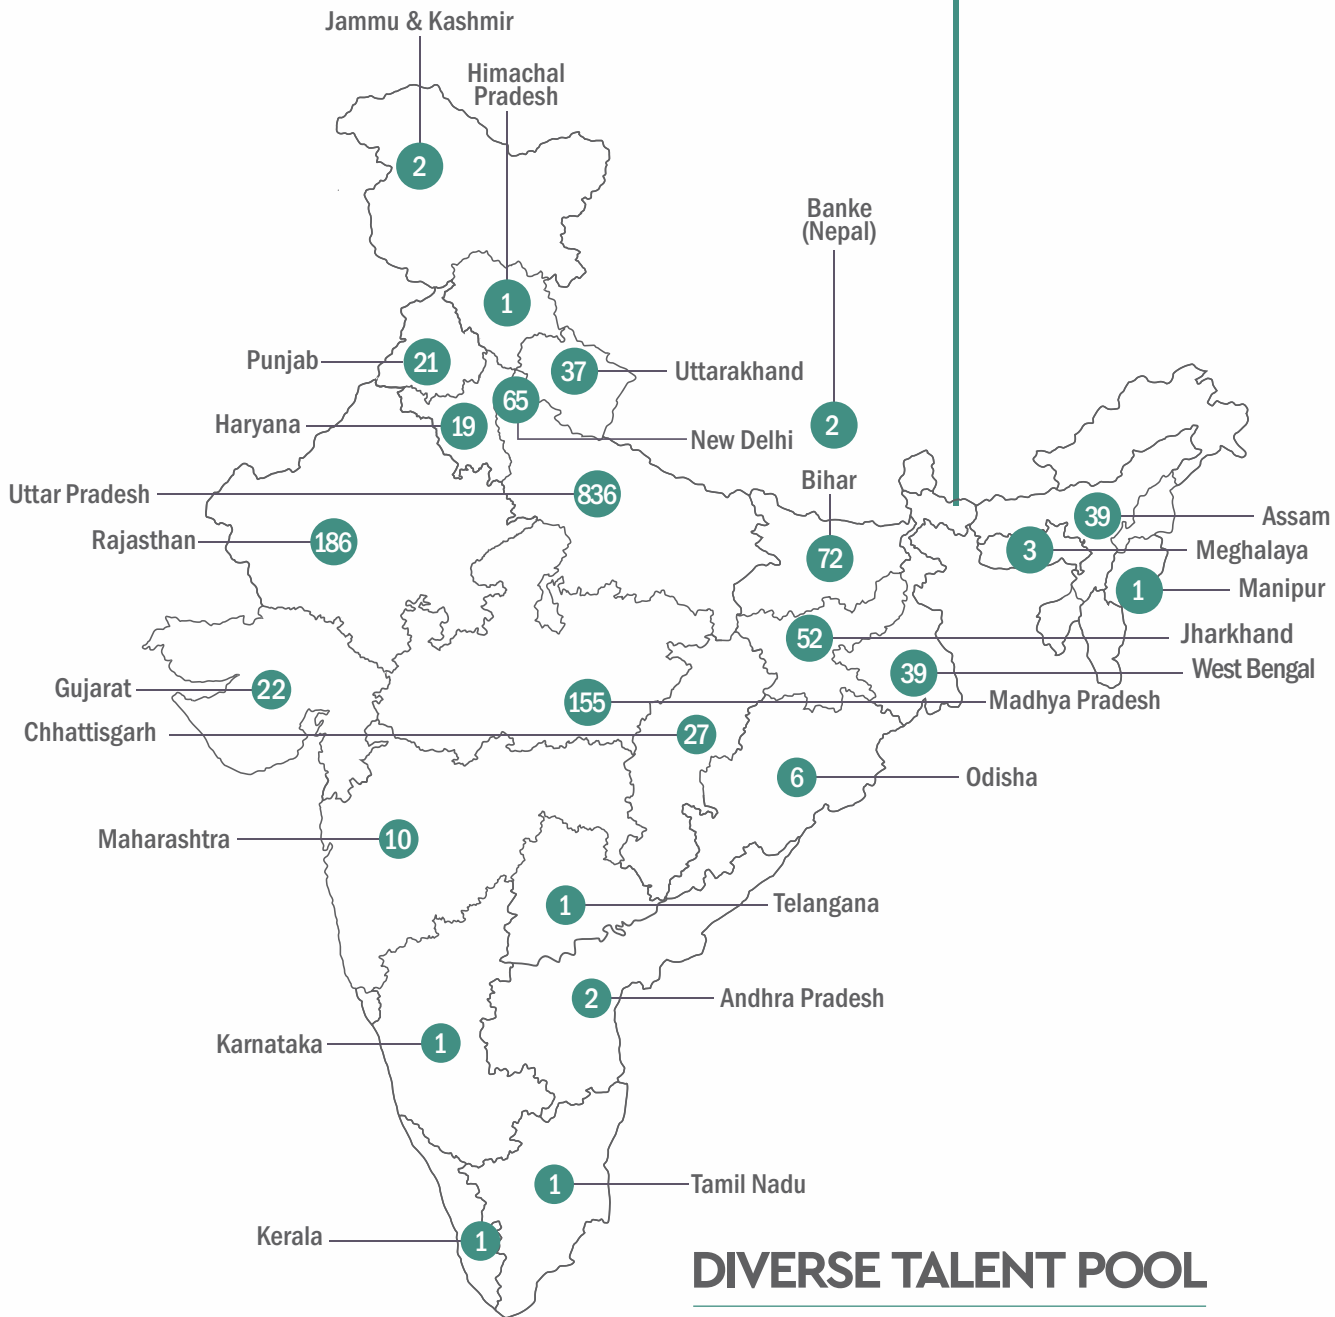 Jammu & Kashmir
2
Himachal
Pradesh
1
Banke
(Nepal)
2
Punjab
21
37
Uttarakhand
65
New Delhi
Haryana
19
Uttar Pradesh
836
Bihar
72
Rajasthan
186
39
Assam
3
Meghalaya
1
Manipur
52
Jharkhand
39
West Bengal
Gujarat
22
155
Madhya Pradesh
Chhattisgarh
27
6
Odisha
Maharashtra
10
1
Telangana
2
Andhra Pradesh
Karnataka
1
1
Tamil Nadu
Kerala
1
DIVERSE TALENT POOL